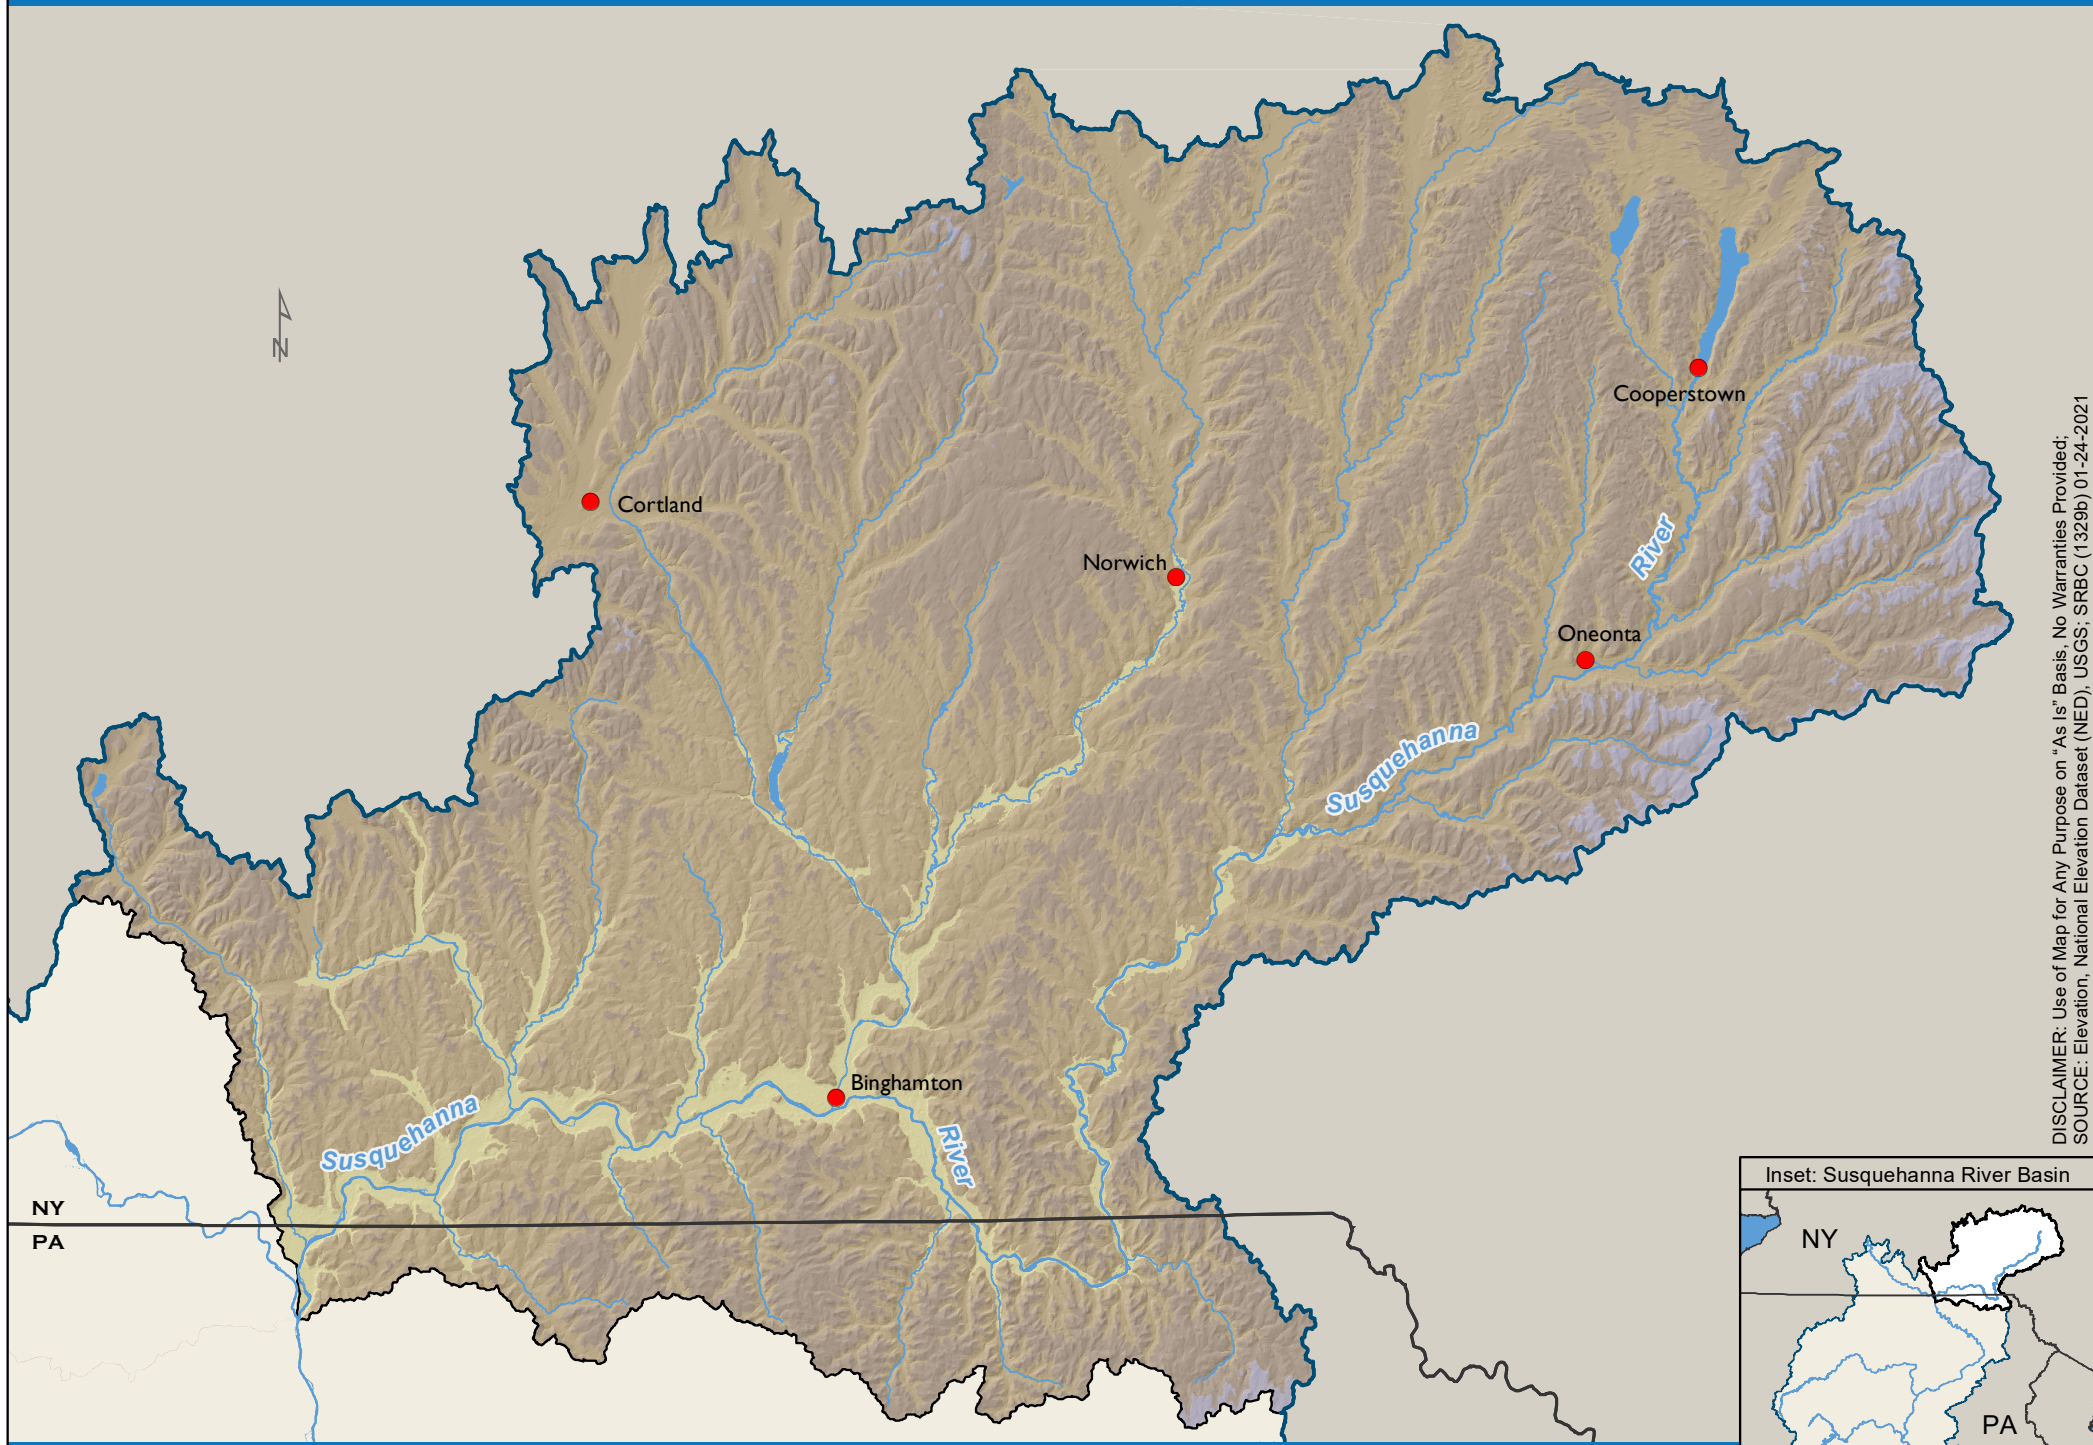 N
Cooperstown
Cortland
Norwich
River
Oneonta
Susquehanna
Binghamton
Susquehanna
River
NY
PA
DISCLAIMER: Use of Map for Any Purpose on "As Is" Basis, No Warranties Provided;
SOURCE: Elevation, National Elevation Dataset (NED), USGS; SRBC (1329b) 01-24-2021
Inset: Susquehanna River Basin
NY
PA